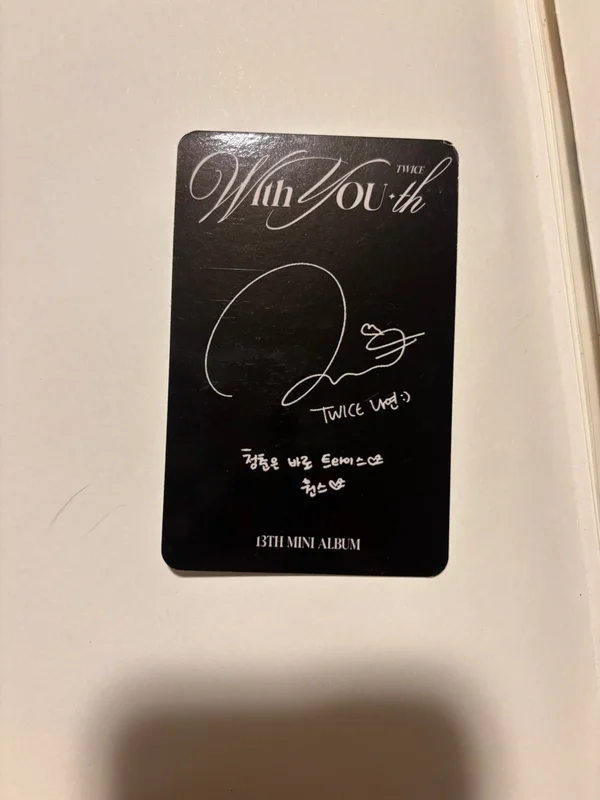 TWICE
With YOU-th
TWICE 나연:)
청춘은 바로 트와이스♡
원스♡
13TH MINI ALBUM